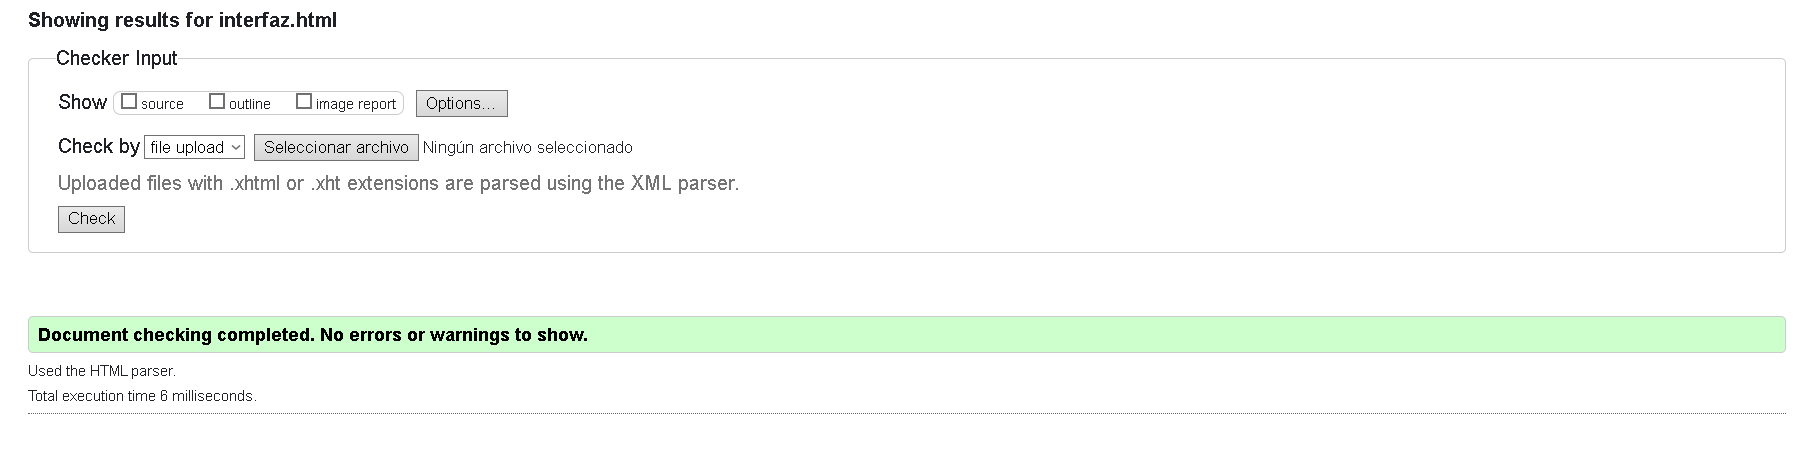 Showing results for interfaz.html
Checker Input
Show source outline image report Options...
Check by file upload Seleccionar archivo Ningún archivo seleccionado
Uploaded files with .xhtml or .xht extensions are parsed using the XML parser.
Check
Document checking completed. No errors or warnings to show.
Used the HTML parser.
Total execution time 6 milliseconds.